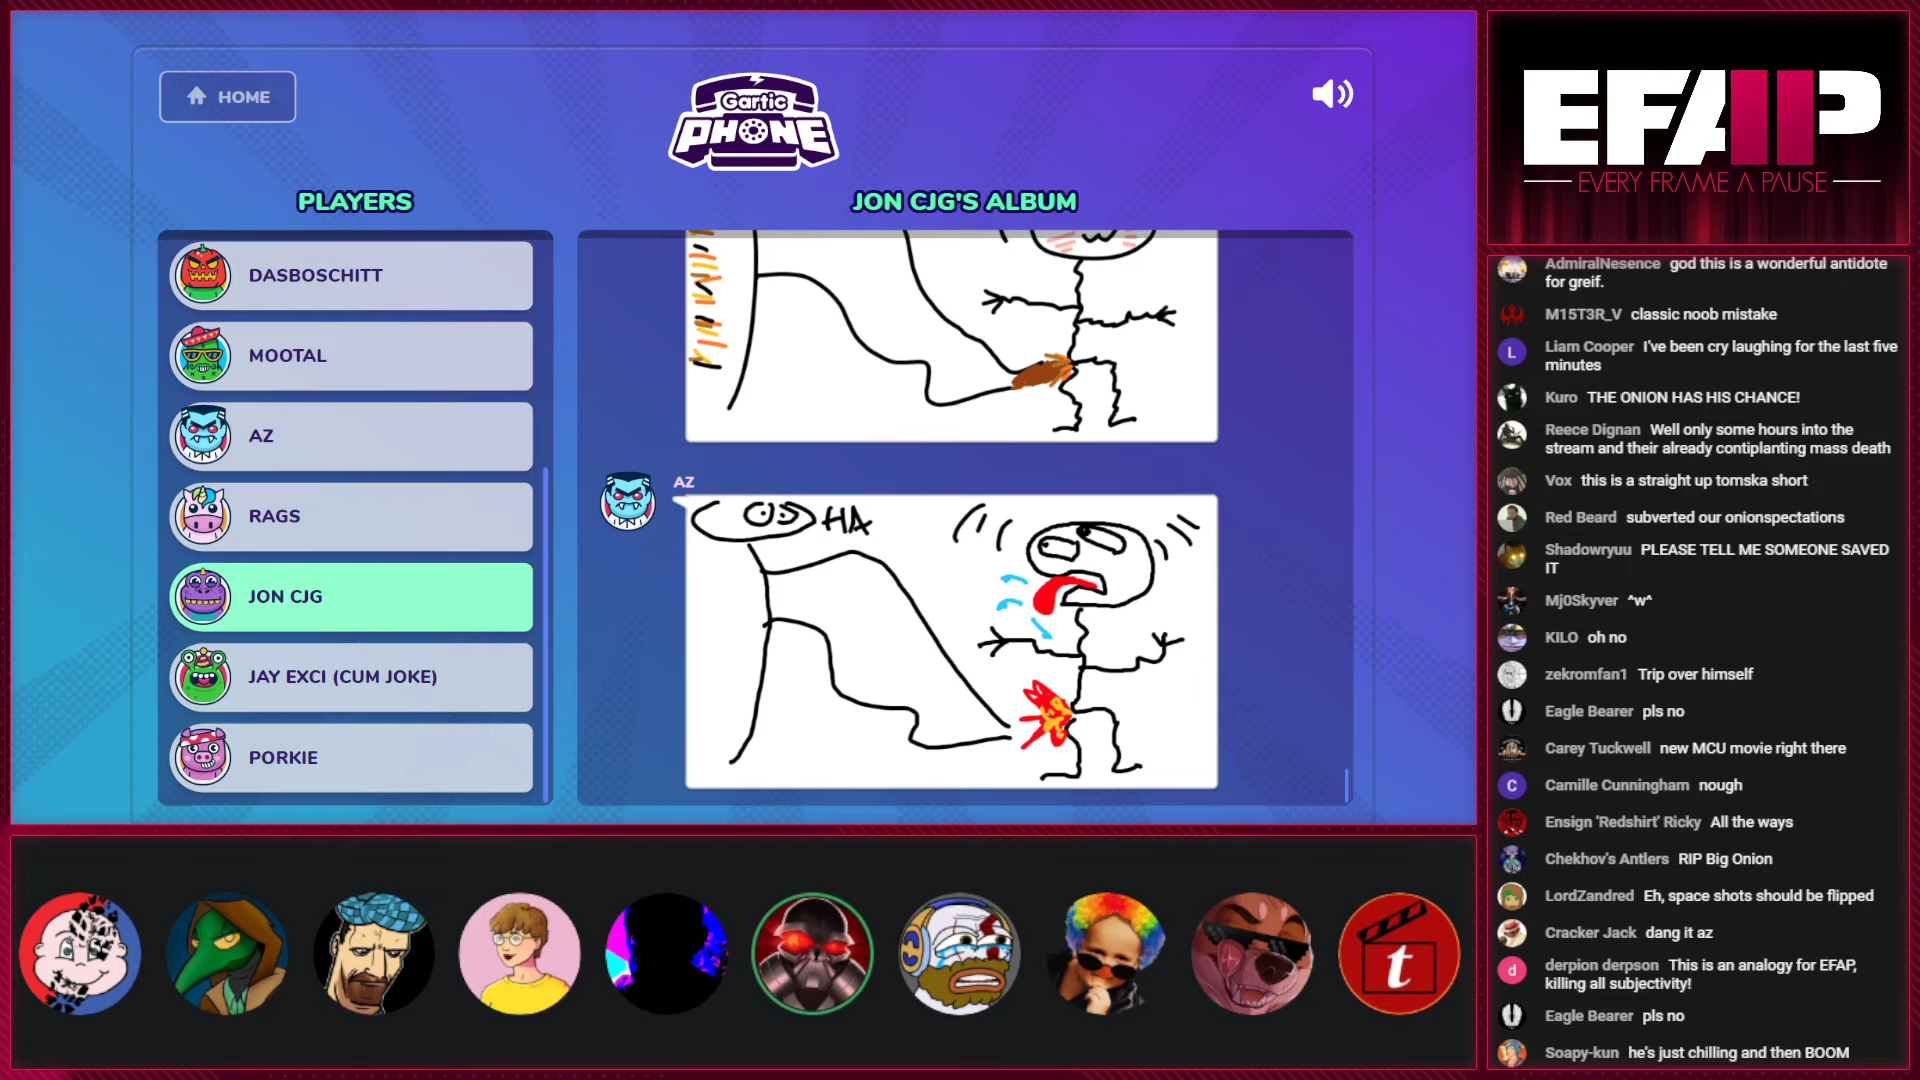 HOME
Gartic
PHONE
PLAYERS
JON CJG'S ALBUM
DASBOSCHITT
MOOTAL
AZ
RAGS
JON CJG
JAY EXCI (CUM JOKE)
PORKIE
AZ
HA
EFAP
EVERY FRAME A PAUSE
AdmiralNesence god this is a wonderful antidote
for greif.
M15T3R_V classic noob mistake
L
Liam Cooper I've been cry laughing for the last five
minutes
Kuro THE ONION HAS HIS CHANCE!
Reece Dignan Well only some hours into the
stream and their already contiplanting mass death
Vox this is a straight up tomska short
Red Beard subverted our onionspectations
Shadowryuu PLEASE TELL ME SOMEONE SAVED
IT
Mj0Skyver ^w^
KILO oh no
zekromfan1 Trip over himself
Eagle Bearer pls no
Carey Tuckwell new MCU movie right there
C
Camille Cunningham nough
Ensign 'Redshirt' Ricky All the ways
Chekhov's Antlers RIP Big Onion
LordZandred Eh, space shots should be flipped
Cracker Jack dang it az
d
derpion derpson This is an analogy for EFAP,
killing all subjectivity!
Eagle Bearer pls no
Soapy-kun he's just chilling and then BOOM
t